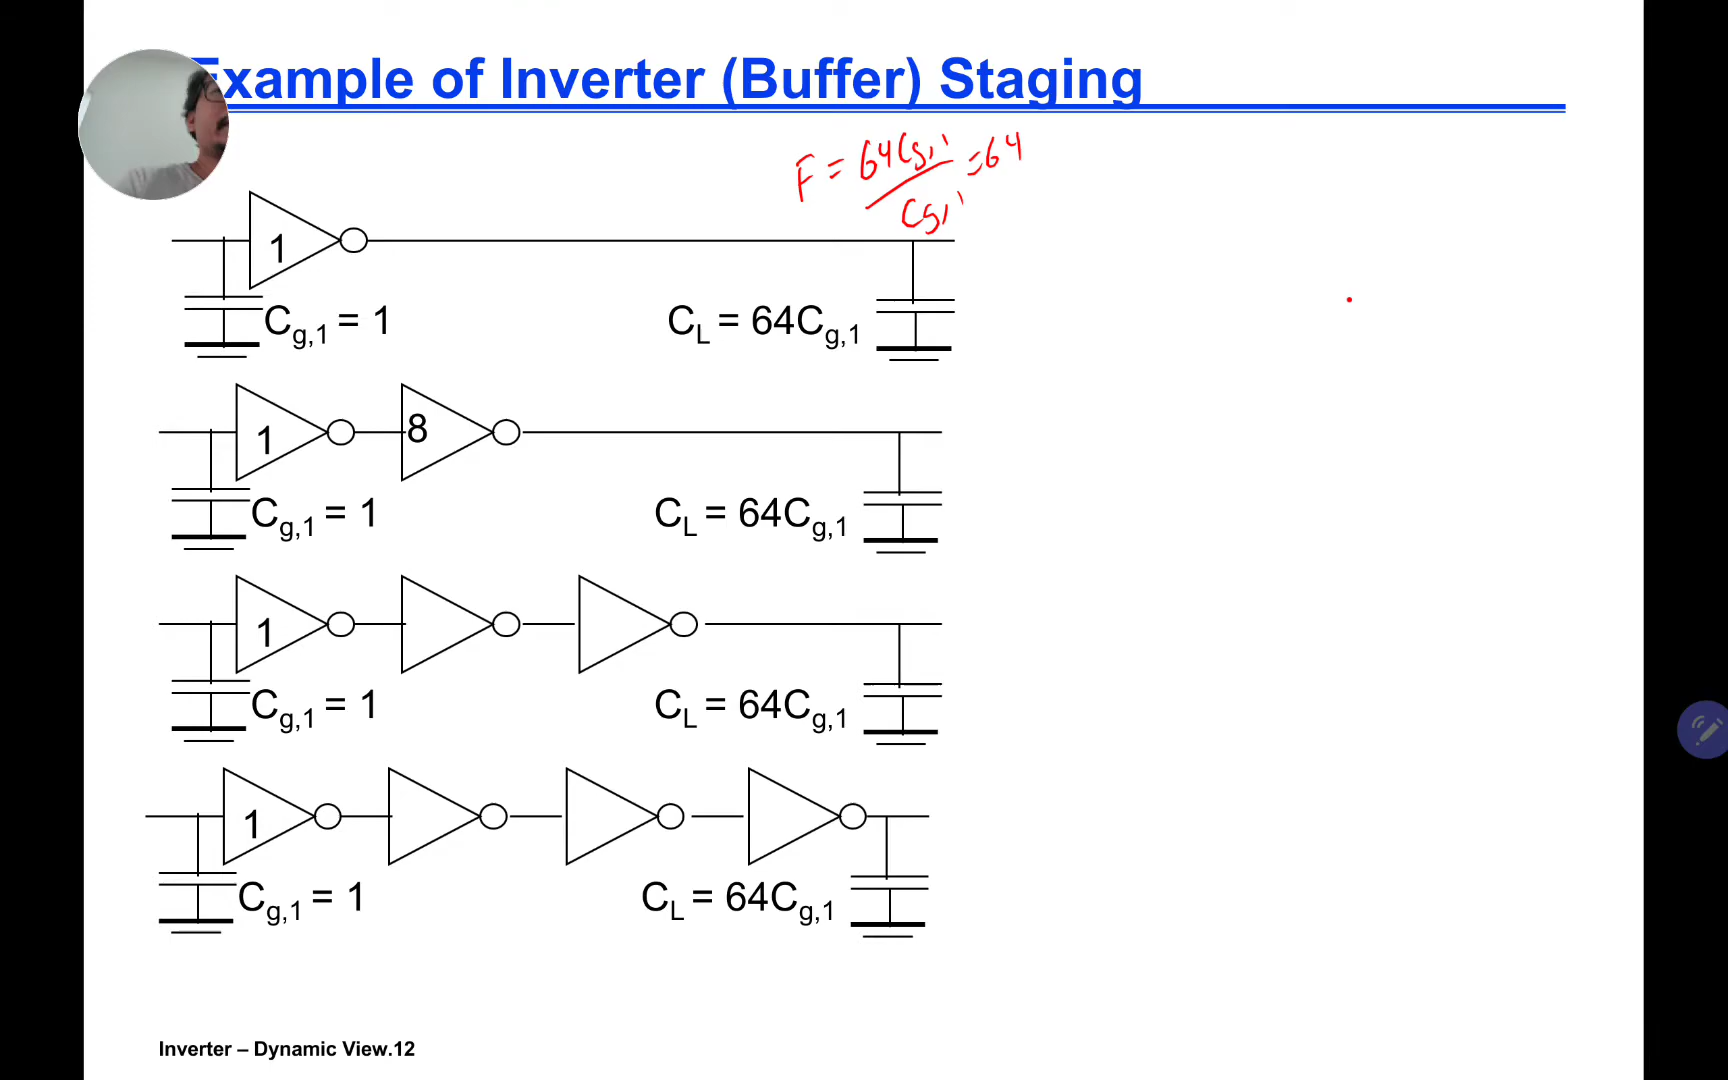 Example of Inverter (Buffer) Staging
F = 64Cg,1 / Cg,1 = 64
1
Cg,1 = 1
CL = 64Cg,1
1
8
Cg,1 = 1
CL = 64Cg,1
1
Cg,1 = 1
CL = 64Cg,1
1
Cg,1 = 1
CL = 64Cg,1
Inverter – Dynamic View.12